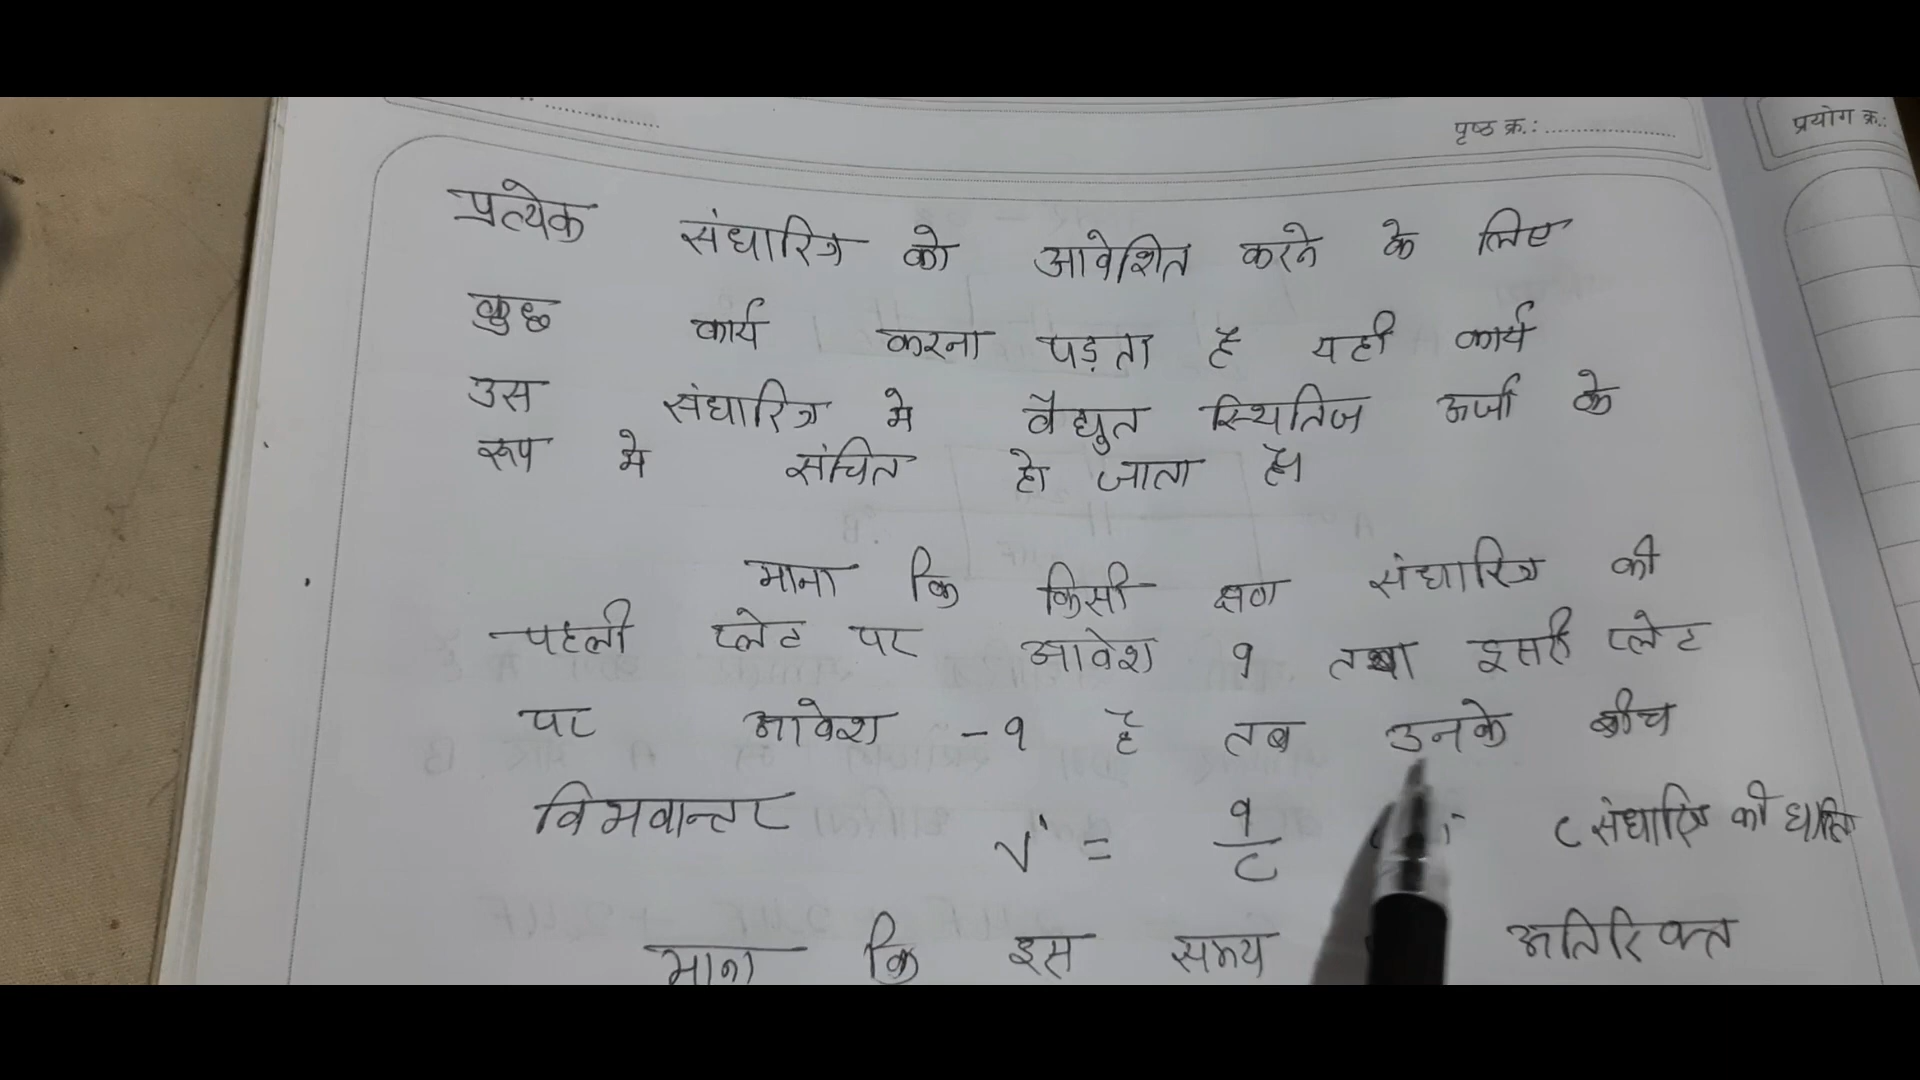 पृष्ठ क्र.:
प्रयोग क्र.:
प्रत्येक संधारित्र को आवेशित करने के लिए
कुछ कार्य करना पड़ता है यही कार्य
उस संधारित्र मे वैद्युत स्थितिज ऊर्जा के
रूप मे संचित हो जाता है।
माना कि किसी क्षण संधारित्र की
पहली प्लेट पर आवेश q तथा दूसरी प्लेट
पर आवेश -q है तब उनके बीच
विभवान्तर V' = q/C C संधारित्र की धारिता
माना कि इस समय अतिरिक्त